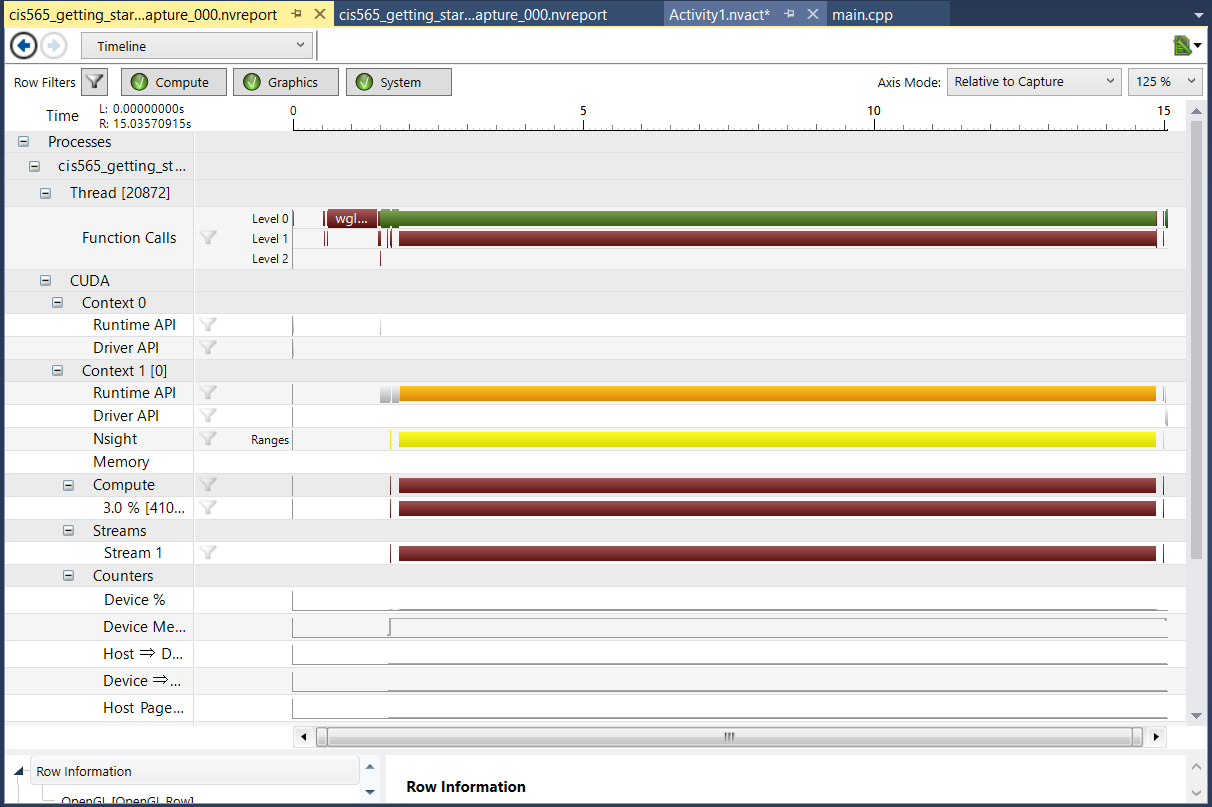 cis565_getting_star...apture_000.nvreport
cis565_getting_star...apture_000.nvreport
Activity1.nvact*
main.cpp
Timeline
Row Filters
Compute
Graphics
System
Axis Mode:
Relative to Capture
125 %
Time
L: 0.00000000s
R: 15.03570915s
0 5 10 15
Processes
cis565_getting_st...
Thread [20872]
Function Calls
Level 0
wgl...
Level 1
Level 2
CUDA
Context 0
Runtime API
Driver API
Context 1 [0]
Runtime API
Driver API
Nsight
Ranges
Memory
Compute
3.0 % [410...
Streams
Stream 1
Counters
Device %
Device Me...
Host ⇒ D...
Device ⇒...
Host Page...
Row Information
OpenGL [OpenGL Row]
Row Information